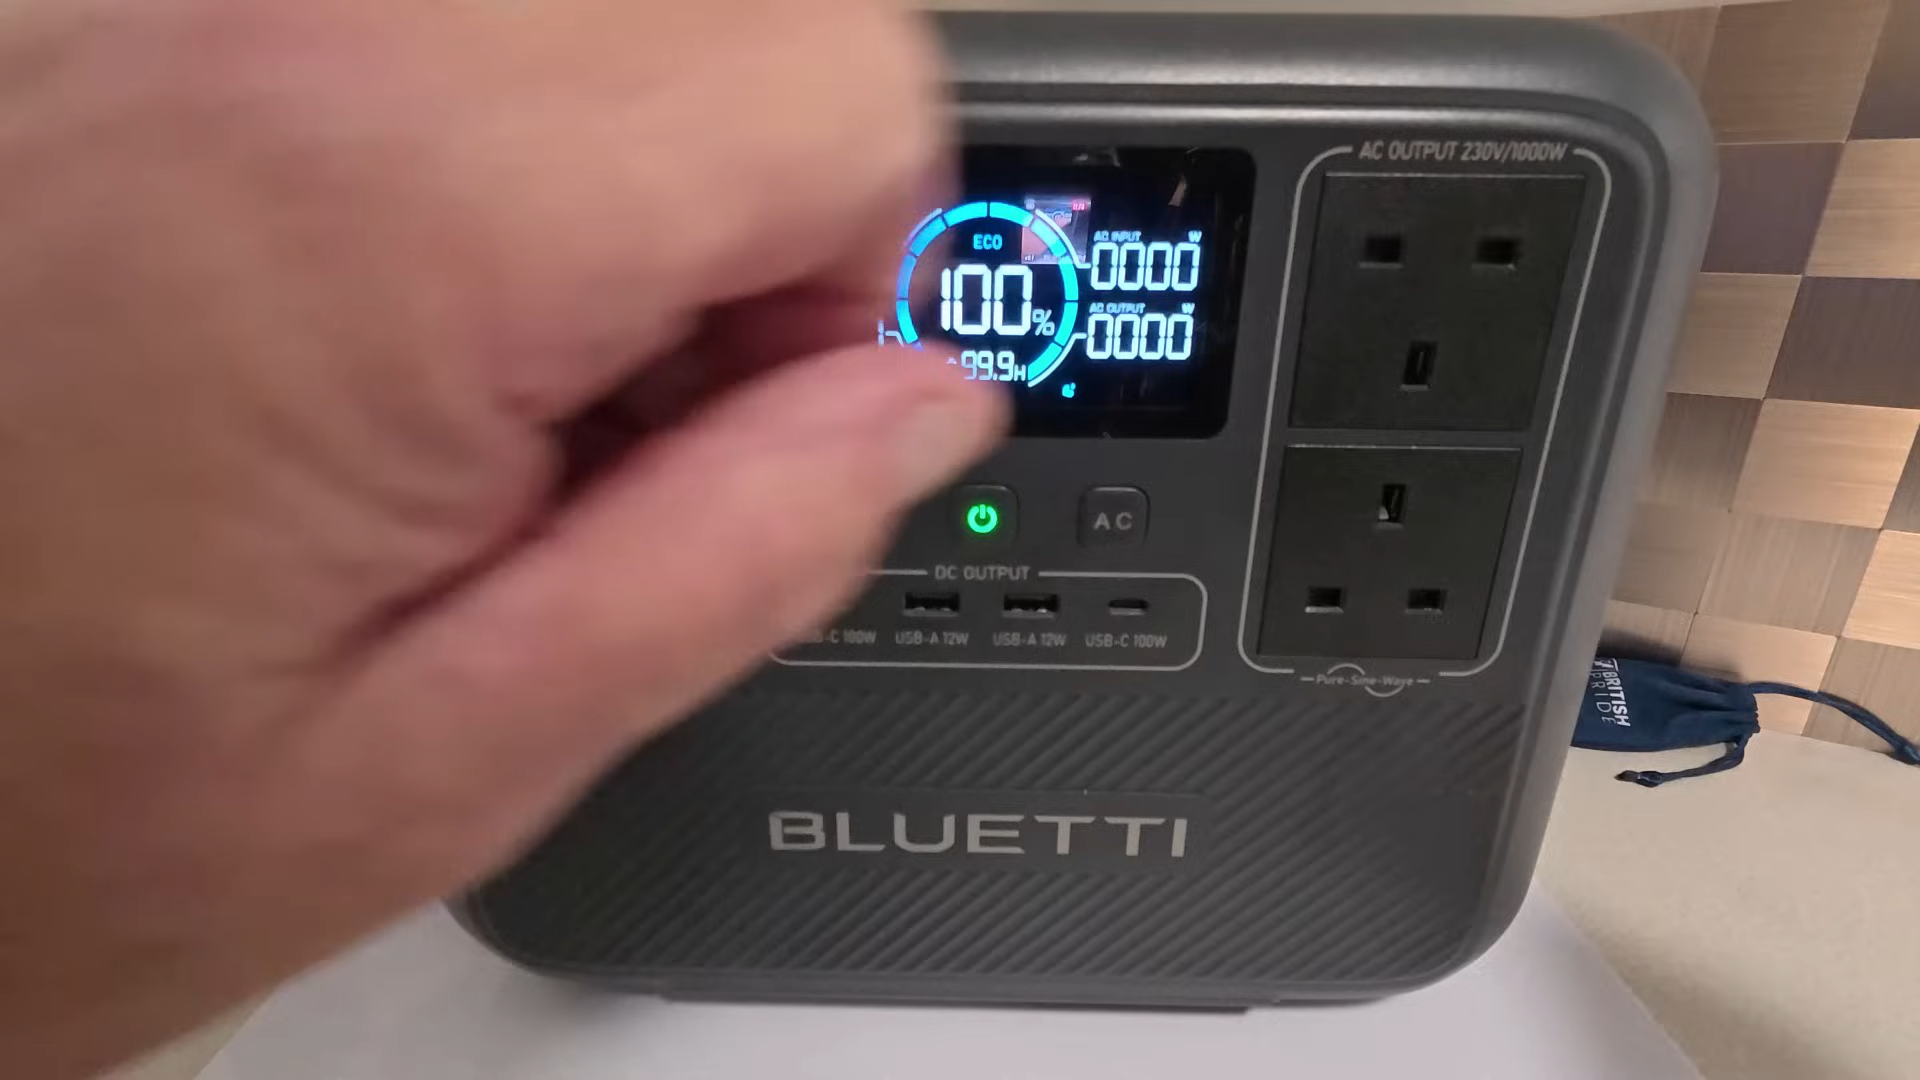 AC OUTPUT 230V/1000W
ECO
100%
99.9H
AC INPUT W
0000
AC OUTPUT W
0000
AC
DC OUTPUT
100W USB-A 12W USB-A 12W USB-C 100W
Pure-Sine-Wave
BLUETTI
BRITISH
PRIDE